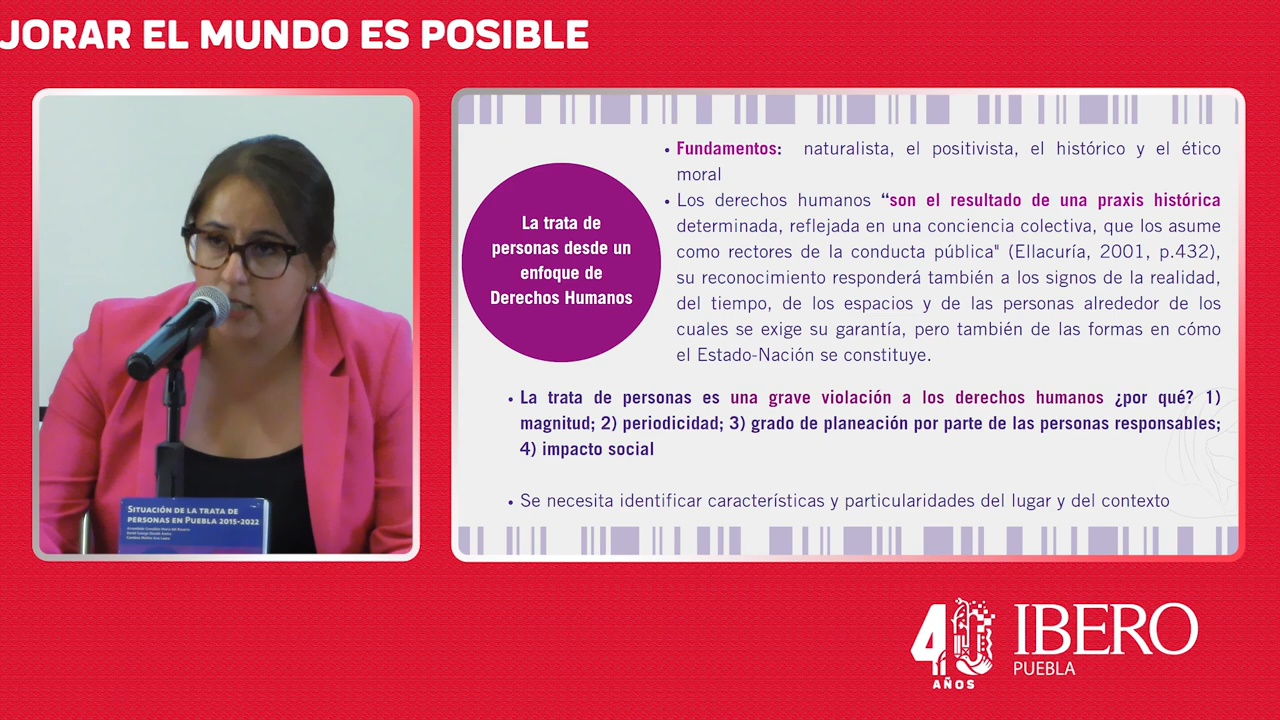 JORAR EL MUNDO ES POSIBLE
SITUACIÓN DE LA TRATA DE
PERSONAS EN PUEBLA 2015-2022
La trata de
personas desde un
enfoque de
Derechos Humanos
• Fundamentos: naturalista, el positivista, el histórico y el ético
moral
• Los derechos humanos “son el resultado de una praxis histórica
determinada, reflejada en una conciencia colectiva, que los asume
como rectores de la conducta pública" (Ellacuría, 2001, p.432),
su reconocimiento responderá también a los signos de la realidad,
del tiempo, de los espacios y de las personas alrededor de los
cuales se exige su garantía, pero también de las formas en cómo
el Estado-Nación se constituye.
• La trata de personas es una grave violación a los derechos humanos ¿por qué? 1)
magnitud; 2) periodicidad; 3) grado de planeación por parte de las personas responsables;
4) impacto social
• Se necesita identificar características y particularidades del lugar y del contexto
40
AÑOS
IBERO
PUEBLA